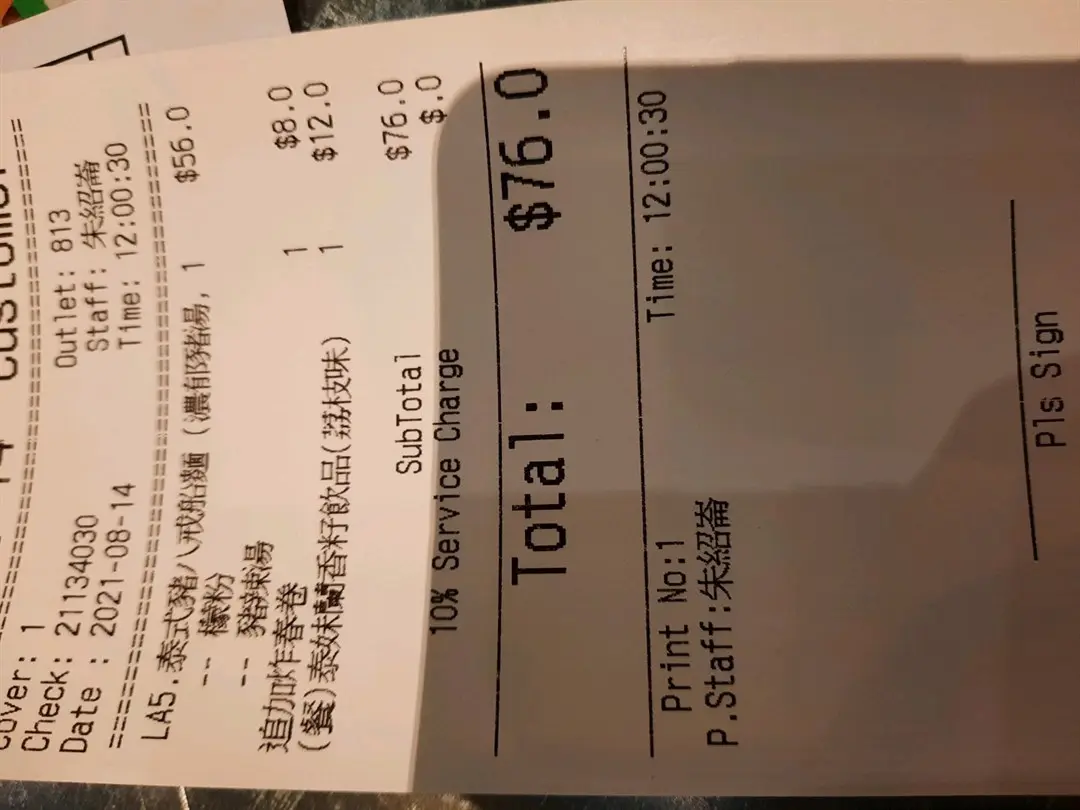 Customer
Cover: 1
Check: 21134030 Outlet: 813
Date : 2021-08-14 Staff: 朱紹崙
Time: 12:00:30
================================
LA5.泰式豬八戒船麵(濃郁豬湯, 1 $56.0
-- 檬粉
-- 豬辣湯
追加炸春卷 1 $8.0
(餐)泰妹蘭香籽飲品(荔枝味) 1 $12.0
SubTotal $76.0
10% Service Charge $.0
Total: $76.0
Print No:1 Time: 12:00:30
P.Staff:朱紹崙
Pls Sign